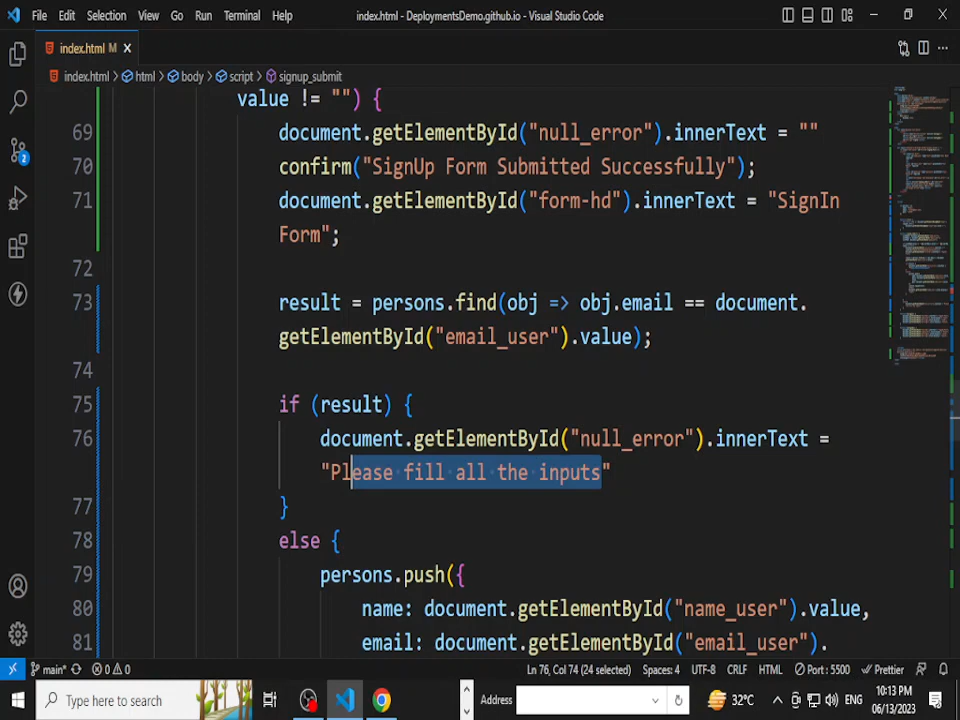 File Edit Selection View Go Run Terminal Help index.html - DeploymentsDemo.github.io - Visual Studio Code
index.html M
index.html > html > body > script > signup_submit
value != "") {
69 document.getElementById("null_error").innerText = ""
70 confirm("SignUp Form Submitted Successfully");
71 document.getElementById("form-hd").innerText = "SignIn
Form";
72
73 result = persons.find(obj => obj.email == document.
getElementById("email_user").value);
74
75 if (result) {
76 document.getElementById("null_error").innerText =
"Please fill all the inputs"
77 }
78 else {
79 persons.push({
80 name: document.getElementById("name_user").value,
81 email: document.getElementById("email_user").
2
main* 0 0 Ln 76, Col 74 (24 selected) Spaces: 4 UTF-8 CRLF HTML Port : 5500 Prettier
Type here to search Address 32°C ENG 10:13 PM
06/13/2023